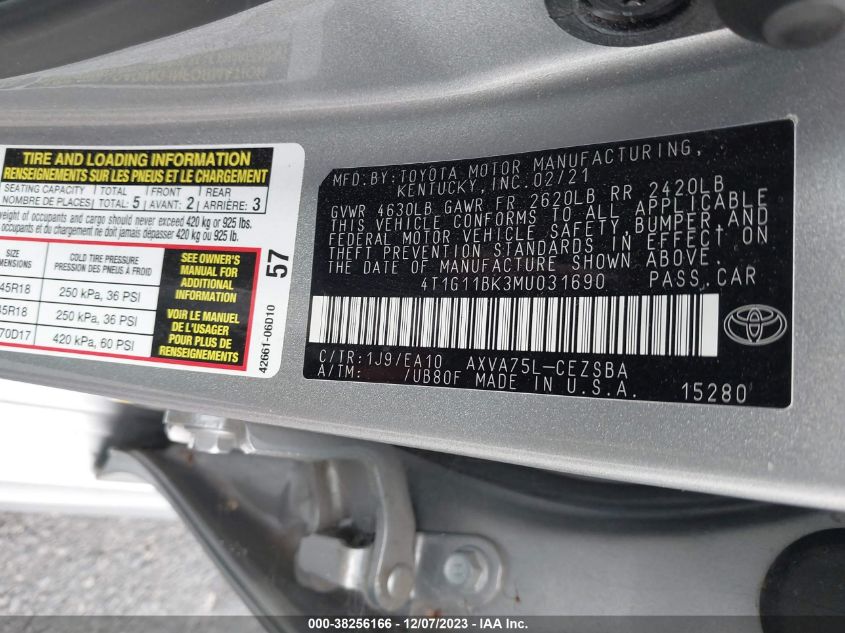 TIRE AND LOADING INFORMATION
RENSEIGNEMENTS SUR LES PNEUS ET LE CHARGEMENT
SEATING CAPACITY TOTAL FRONT REAR
NOMBRE DE PLACES TOTAL 5 AVANT: 2 ARRIÈRE: 3
weight of occupants and cargo should never exceed 420 kg or 925 lbs.
occupants et du chargement ne doit jamais dépasser 420 kg ou 925 lb.
SIZE COLD TIRE PRESSURE
DIMENSIONS PRESSION DES PNEUS À FROID
45R18 250 kPa, 36 PSI
45R18 250 kPa, 36 PSI
70D17 420 kPa, 60 PSI
SEE OWNER'S
MANUAL FOR
ADDITIONAL
INFORMATION
VOIR LE MANUEL
DE L'USAGER
POUR PLUS DE
RENSEIGNEMENTS
57
42661-06D10
MFD.BY:TOYOTA MOTOR MANUFACTURING,
KENTUCKY, INC.02/21
GVWR 4630LB GAWR FR 2620LB RR 2420LB
THIS VEHICLE CONFORMS TO ALL APPLICABLE
FEDERAL MOTOR VEHICLE SAFETY,BUMPER,AND
THEFT PREVENTION STANDARDS IN EFFECT ON
THE DATE OF MANUFACTURE SHOWN ABOVE.
4T1G11BK3MU031690 PASS.CAR
C/TR:1J9/EA10 AXVA75L-CEZSBA
A/TM: /UB80F MADE IN U.S.A. 15280
000-38256166 - 12/07/2023 - IAA Inc.